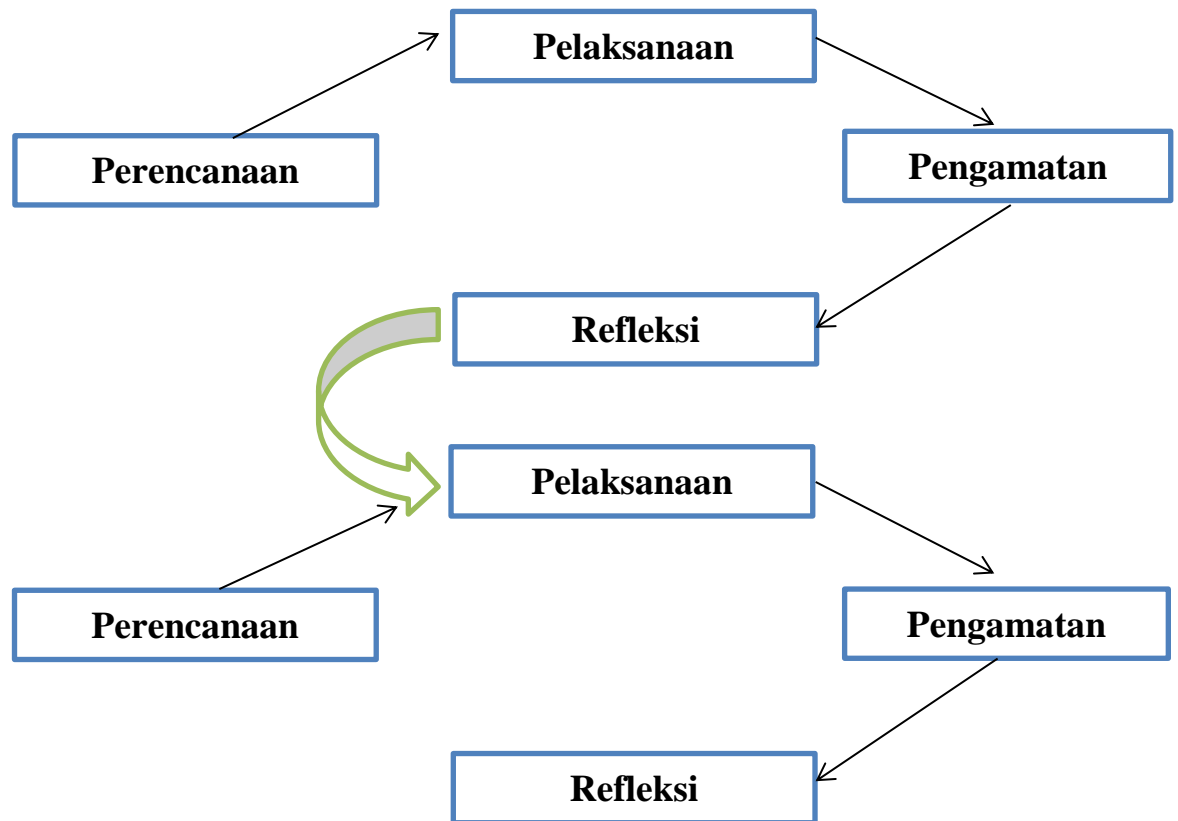 Pelaksanaan
Perencanaan
Pengamatan
Refleksi
Pelaksanaan
Perencanaan
Pengamatan
Refleksi